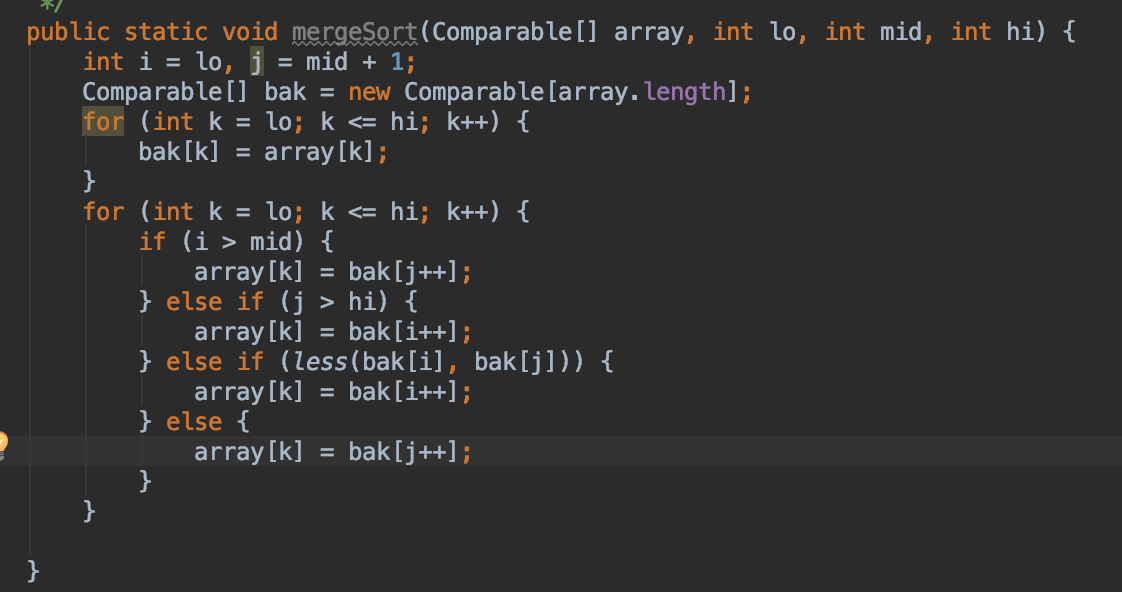 */
public static void mergeSort(Comparable[] array, int lo, int mid, int hi) {
int i = lo, j = mid + 1;
Comparable[] bak = new Comparable[array.length];
for (int k = lo; k <= hi; k++) {
bak[k] = array[k];
}
for (int k = lo; k <= hi; k++) {
if (i > mid) {
array[k] = bak[j++];
} else if (j > hi) {
array[k] = bak[i++];
} else if (less(bak[i], bak[j])) {
array[k] = bak[i++];
} else {
array[k] = bak[j++];
}
}
}